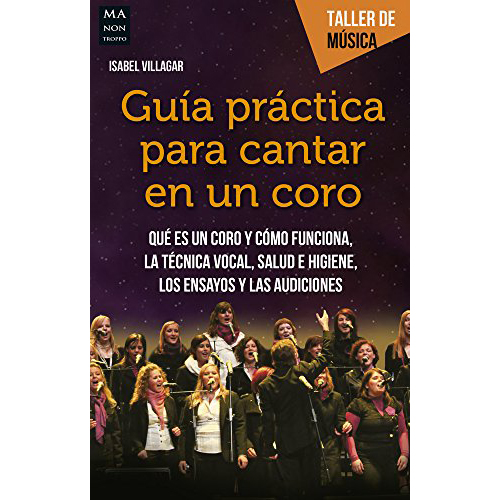 MA
NON
TROPPO
TALLER DE
MÚSICA
ISABEL VILLAGAR
Guía práctica
para cantar
en un coro
QUÉ ES UN CORO Y CÓMO FUNCIONA,
LA TÉCNICA VOCAL, SALUD E HIGIENE,
LOS ENSAYOS Y LAS AUDICIONES